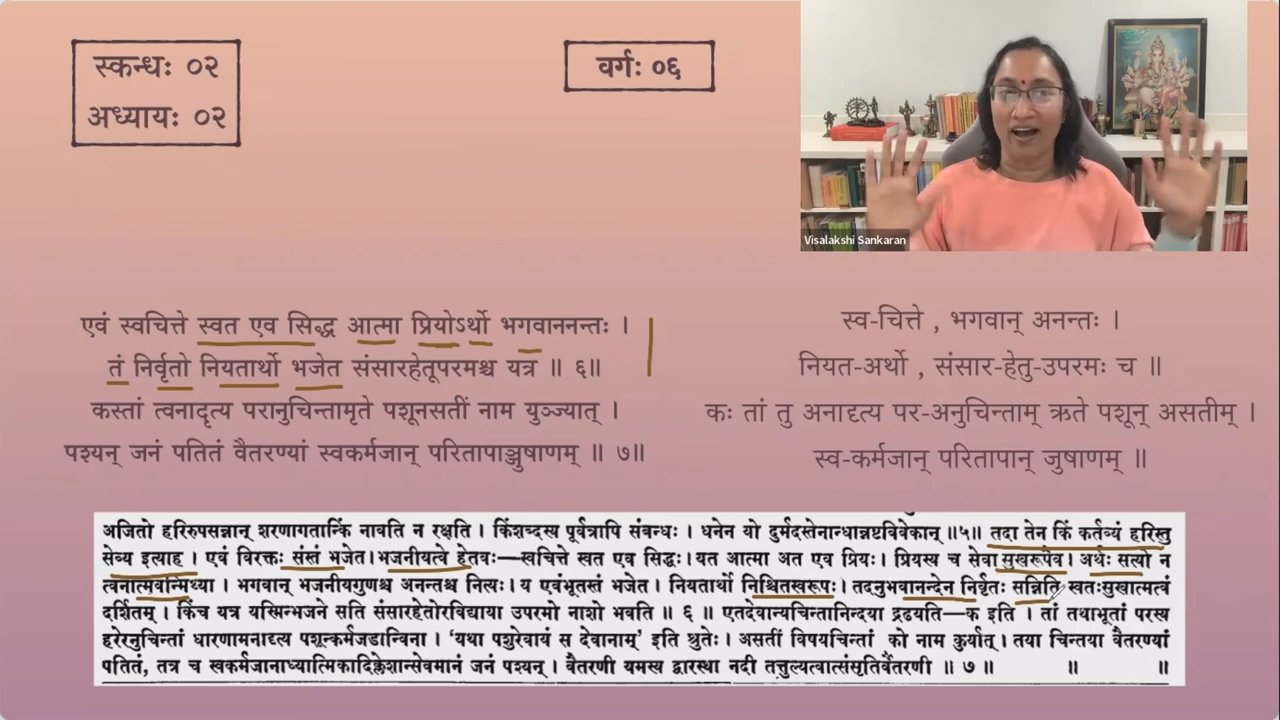 स्कन्धः ०२
अध्यायः ०२
वर्गः ०६
Visalakshi Sankaran
एवं स्वचित्ते स्वत एव सिद्ध आत्मा प्रियोऽर्थो भगवाननन्तः ।
तं निर्वृतो नियतार्थो भजेत संसारहेतूपरमश्च यत्र ॥ ६॥
कस्तां त्वनादृत्य परानुचिन्तामृते पशूनसतीं नाम युञ्ज्यात् ।
पश्यन् जनं पतितं वैतरण्यां स्वकर्मजान् परितापाञ्जुषाणम् ॥ ७॥
स्व-चित्ते , भगवान् अनन्तः ।
नियत-अर्थो , संसार-हेतु-उपरमः च ॥
कः तां तु अनादृत्य पर-अनुचिन्ताम् ऋते पशून् असतीम् ।
स्व-कर्मजान् परितापान् जुषाणम् ॥
अजितो हरिरुपसन्नान् शरणागतान्किं नावति न रक्षति । किंशब्दस्य पूर्वत्रापि संबन्धः । धनेन यो दुर्मदस्तेनान्धान्नष्टविवेकान् ॥५॥ तदा तेन किं कर्तव्यं हरिस्तु
सेव्य इत्याह । एवं विरक्तः संस्तं भजेत । भजनीयत्वे हेतवः—स्वचित्ते स्वत एव सिद्धः । यत आत्मा अत एव प्रियः । प्रियस्य च सेवा सुखरूपैव । अर्थः सत्यो न
त्वनात्मवन्मिथ्या । भगवान् भजनीयगुणश्च अनन्तश्च नित्यः । य एवंभूतस्तं भजेत । नियतार्थो निश्चितस्वरूपः । तदनुभवानन्देन निर्वृतः सन्निति स्वतःसुखात्मत्वं
दर्शितम् । किंच यत्र यस्मिन्भजने सति संसारहेतोरविद्याया उपरमो नाशो भवति ॥ ६ ॥ एतदेवान्यचिन्तानिन्दया द्रढयति—क इति । तां तथाभूतां परस्य
हरेरनुचिन्तां धारणामनादृत्य पशून्कर्मजडान्विना । 'यथा पशुरेवायं स देवानाम्' इति श्रुतेः । असतीं विषयचिन्तां को नाम कुर्यात् । तया चिन्तया वैतरण्यां
पतितं, तत्र च स्वकर्मजानाध्यात्मिकादिक्लेशान्सेवमानं जनं पश्यन् । वैतरणी यमस्य द्वारस्था नदी तत्तुल्यत्वात्संसृतिर्वैतरणी ॥ ७ ॥ ॥ ॥